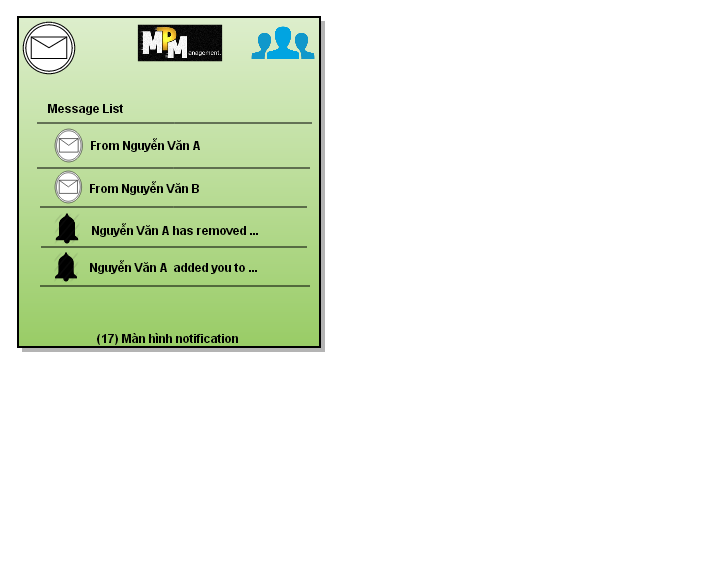 MPManagement.
Message List
From Nguyễn Văn A
From Nguyễn Văn B
Nguyễn Văn A has removed ...
Nguyễn Văn A  added you to ...
(17) Màn hình notification